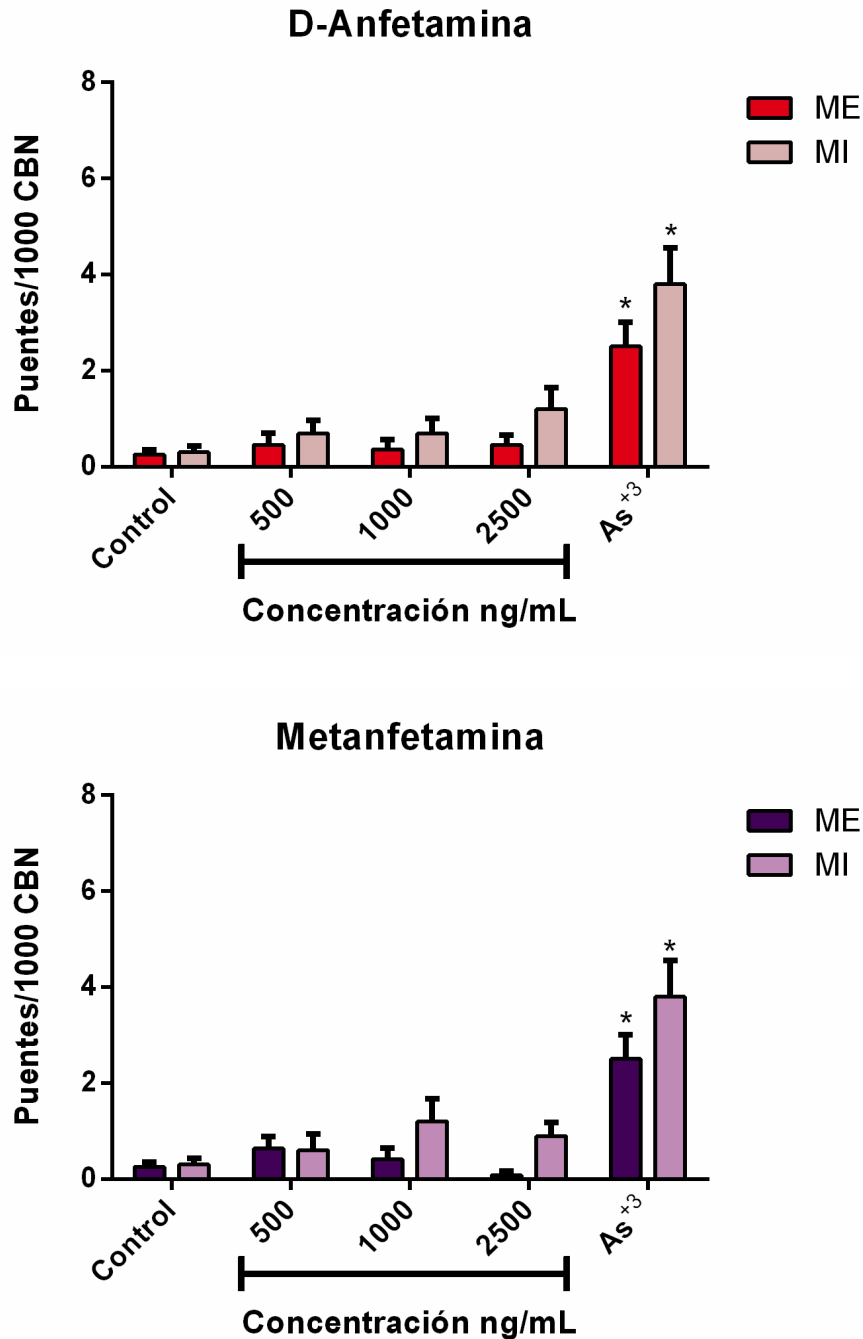 D-Anfetamina
8
6
4
2
0
Puentes/1000 CBN
ME
MI
*
*
Control
500
1000
2500
As+3
Concentración ng/mL
Metanfetamina
8
6
4
2
0
Puentes/1000 CBN
ME
MI
*
*
Control
500
1000
2500
As+3
Concentración ng/mL